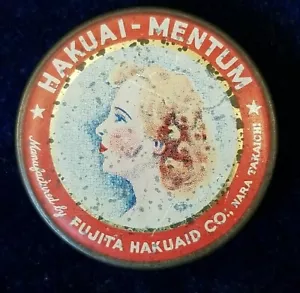 HAKUAI-MENTUM
Manufactured by
FUJITA HAKUAID CO., NARA TAKAICHI